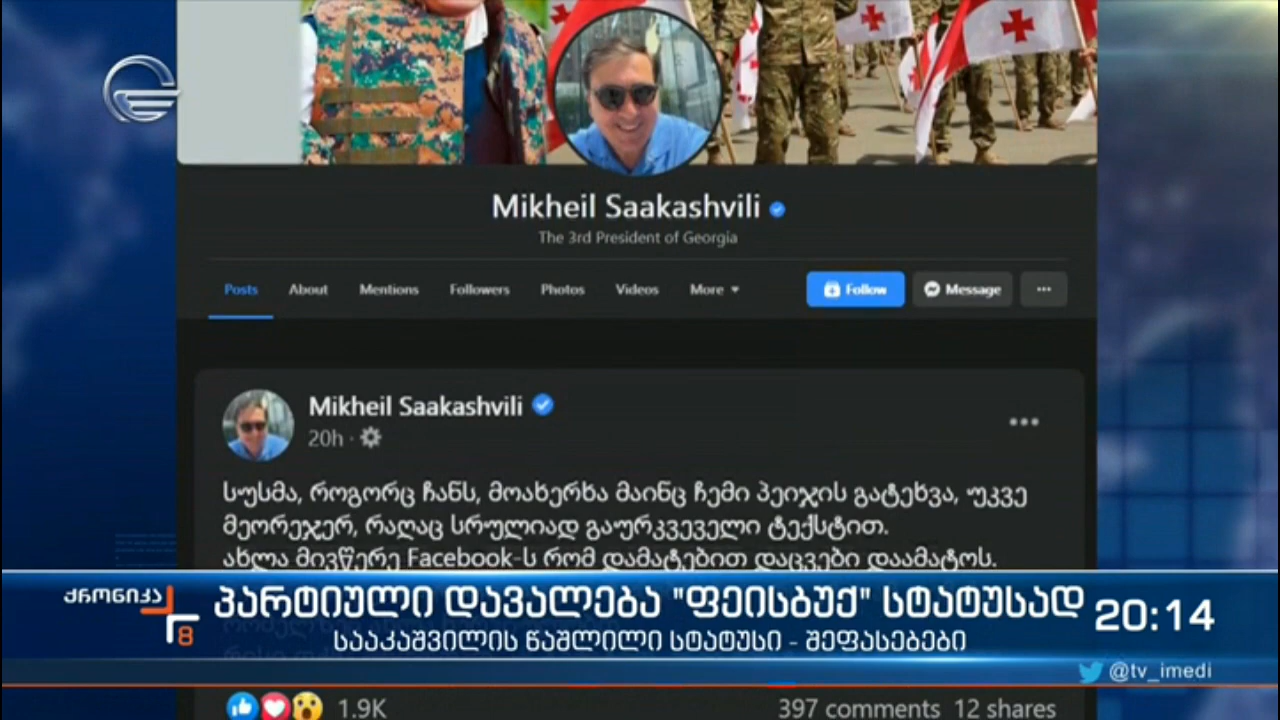 Mikheil Saakashvili
The 3rd President of Georgia
Posts About Mentions Followers Photos Videos More Follow Message ...
Mikheil Saakashvili
20h ·
სუსმა, როგორც ჩანს, მოახერხა მაინც ჩემი პეიჯის გატეხვა, უკვე
მეორეჯერ, რაღაც სრულიად გაურკვეველი ტექსტით.
ახლა მივწერე Facebook-ს რომ დამატებით დაცვები დაამატოს.
ქრონიკა
8
პარტიული დავალება "ფეისბუქ" სტატუსად
20:14
სააკაშვილის წაშლილი სტატუსი - შეფასებები
@tv_imedi
1.9K 397 comments 12 shares